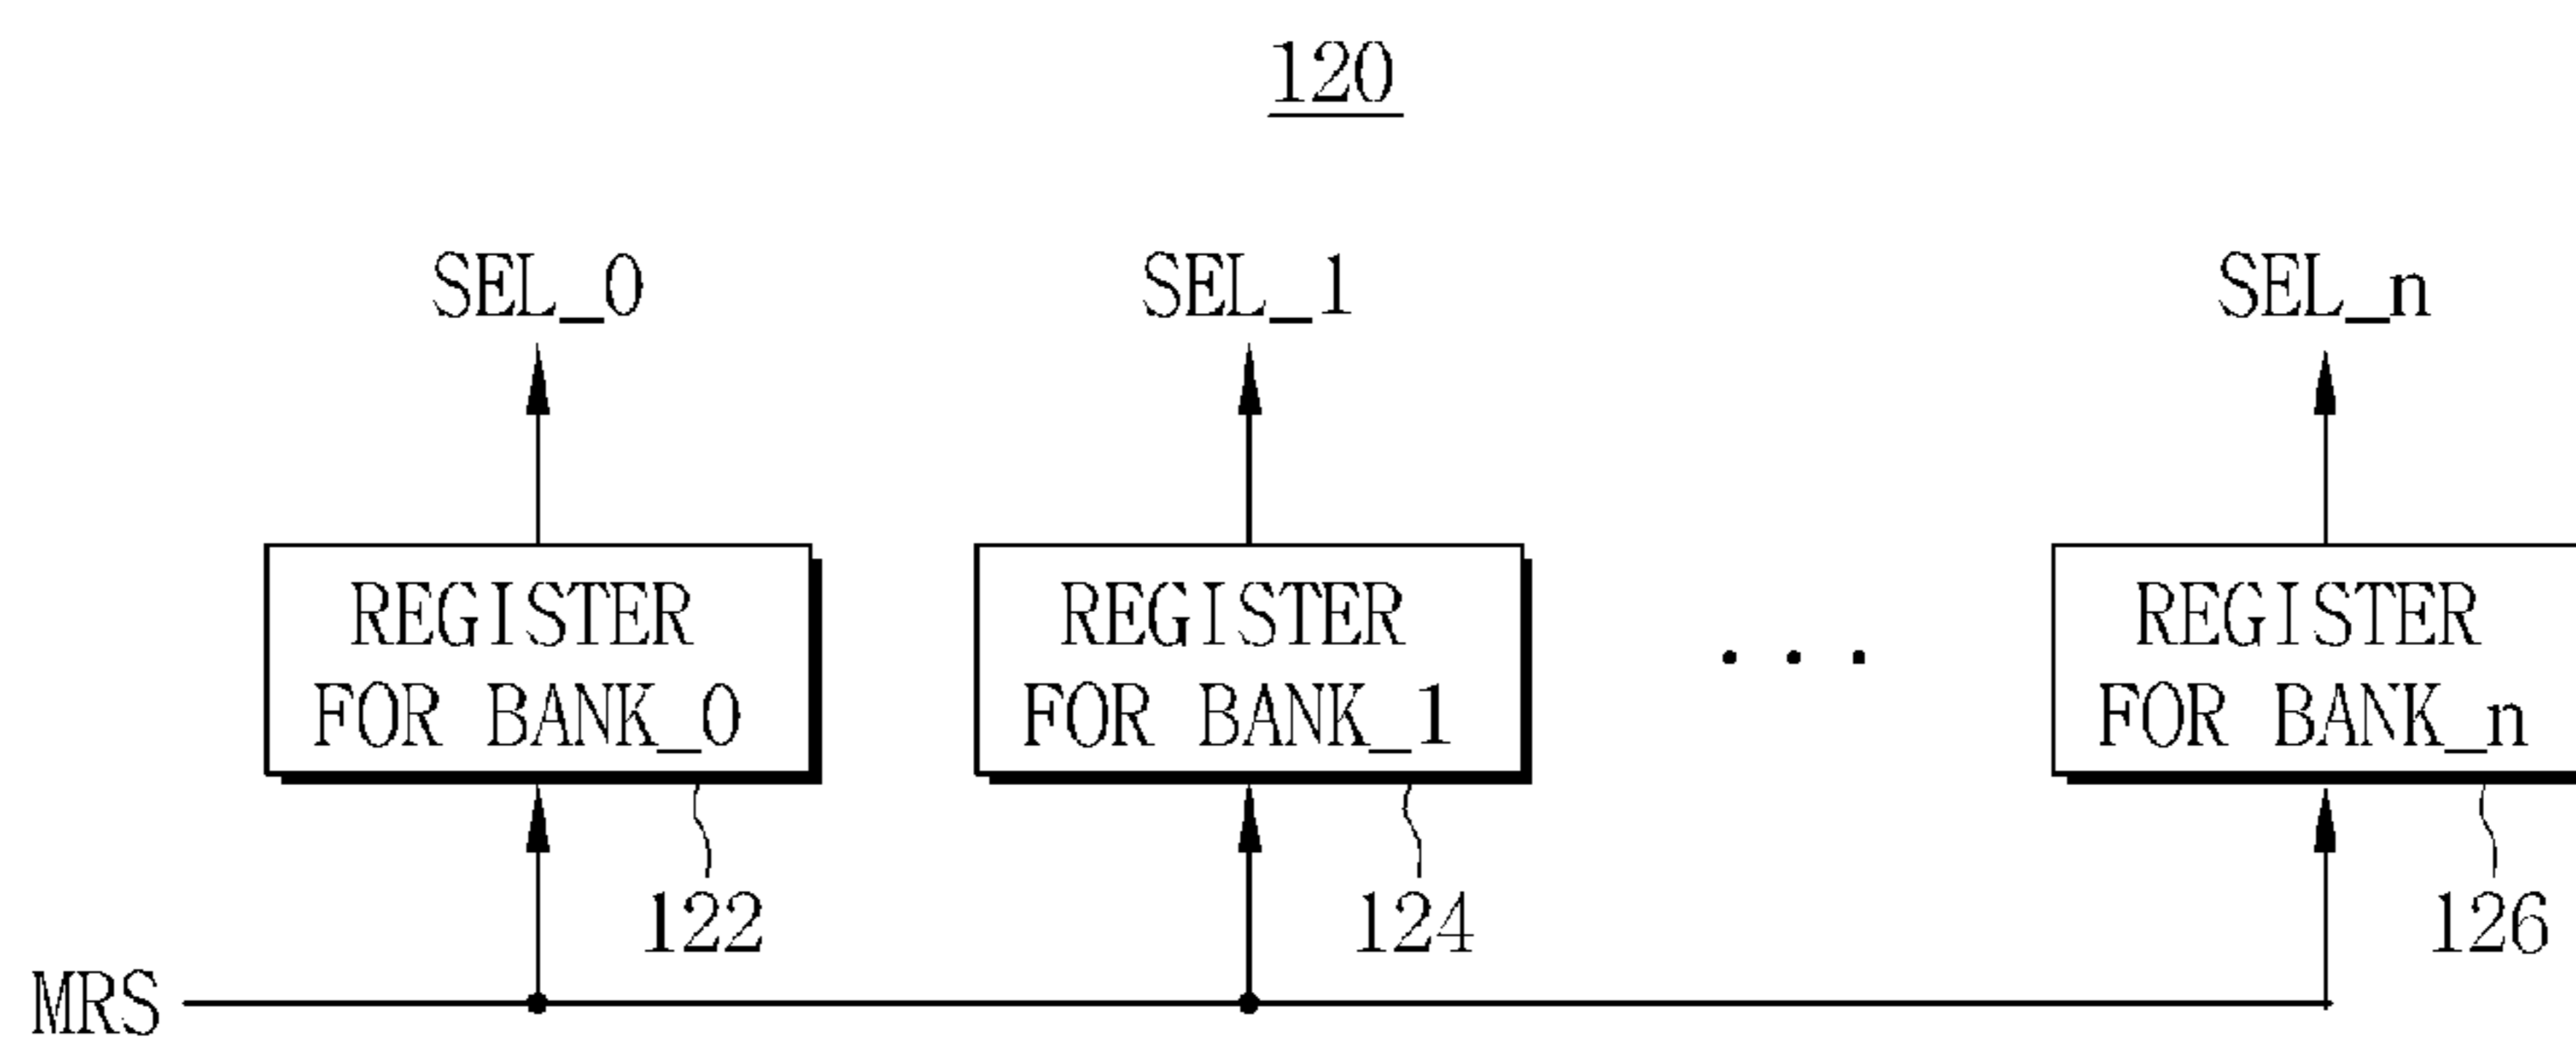 120
SEL_0
SEL_1
SEL_n
REGISTER
FOR BANK_0
REGISTER
FOR BANK_1
. . .
REGISTER
FOR BANK_n
122
124
126
MRS